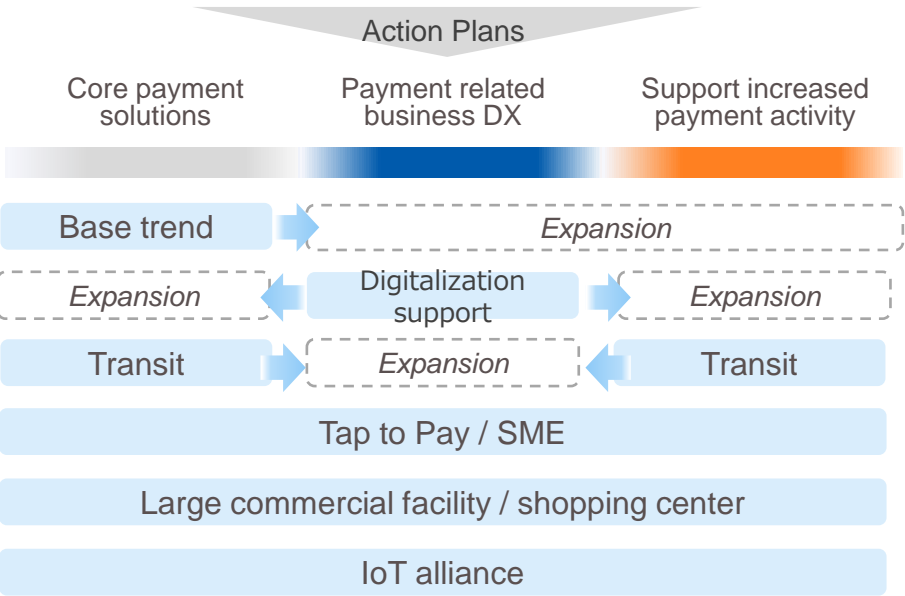 Action Plans
Core payment
solutions
Payment related
business DX
Support increased
payment activity
Base trend
Expansion
Expansion
Digitalization
support
Expansion
Transit
Expansion
Transit
Tap to Pay / SME
Large commercial facility / shopping center
IoT alliance